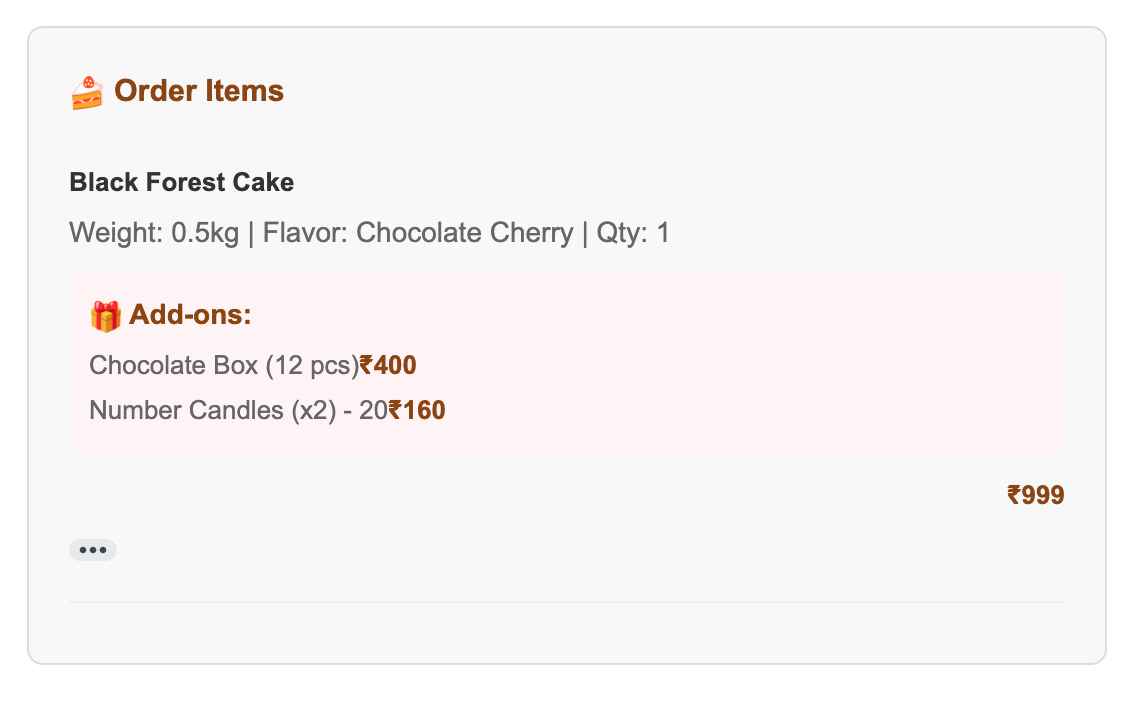 🍰 Order Items
Black Forest Cake
Weight: 0.5kg | Flavor: Chocolate Cherry | Qty: 1
🎁 Add-ons:
Chocolate Box (12 pcs)₹400
Number Candles (x2) - 20₹160
₹999
•••